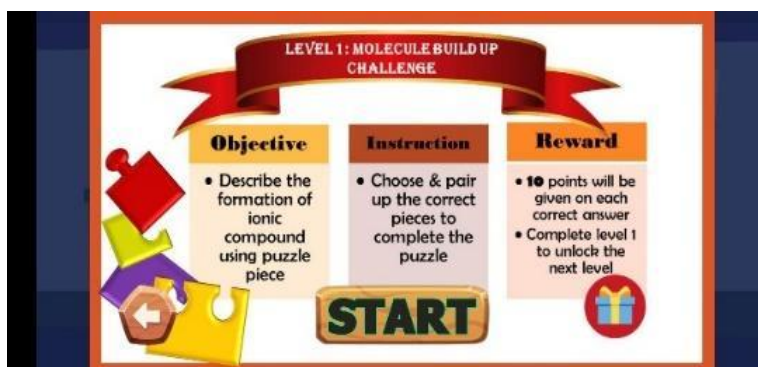 LEVEL 1: MOLECULE BUILD UP
CHALLENGE
Objective
• Describe the
formation of
ionic
compound
using puzzle
piece
Instruction
• Choose & pair
up the correct
pieces to
complete the
puzzle
Reward
• 10 points will be
given on each
correct answer
• Complete level 1
to unlock the
next level
START